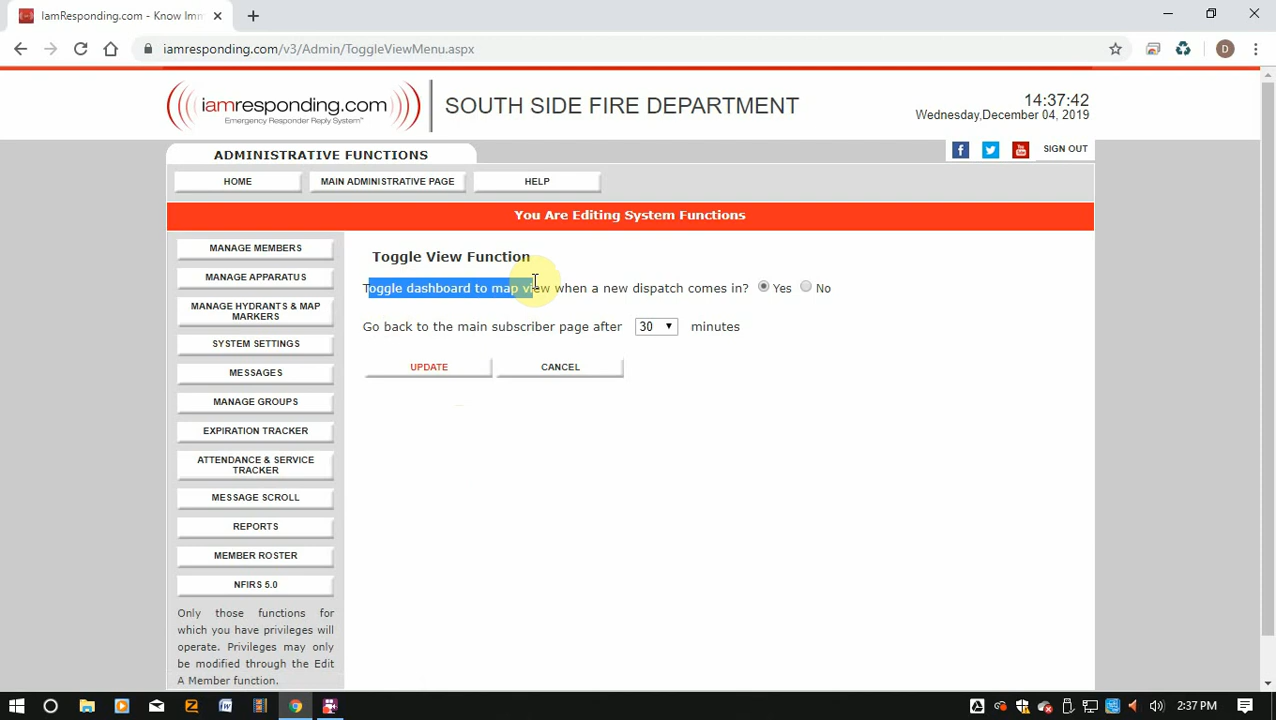 IamResponding.com - Know Imm
iamresponding.com/v3/Admin/ToggleViewMenu.aspx
D
iamresponding.com
Emergency Responder Reply System™
SOUTH SIDE FIRE DEPARTMENT
14:37:42
Wednesday,December 04, 2019
ADMINISTRATIVE FUNCTIONS
SIGN OUT
HOME
MAIN ADMINISTRATIVE PAGE
HELP
You Are Editing System Functions
MANAGE MEMBERS
MANAGE APPARATUS
MANAGE HYDRANTS & MAP
MARKERS
SYSTEM SETTINGS
MESSAGES
MANAGE GROUPS
EXPIRATION TRACKER
ATTENDANCE & SERVICE
TRACKER
MESSAGE SCROLL
REPORTS
MEMBER ROSTER
NFIRS 5.0
Only those functions for
which you have privileges will
operate. Privileges may only
be modified through the Edit
A Member function.
Toggle View Function
Toggle dashboard to map view when a new dispatch comes in? Yes No
Go back to the main subscriber page after 30 minutes
UPDATE
CANCEL
2:37 PM